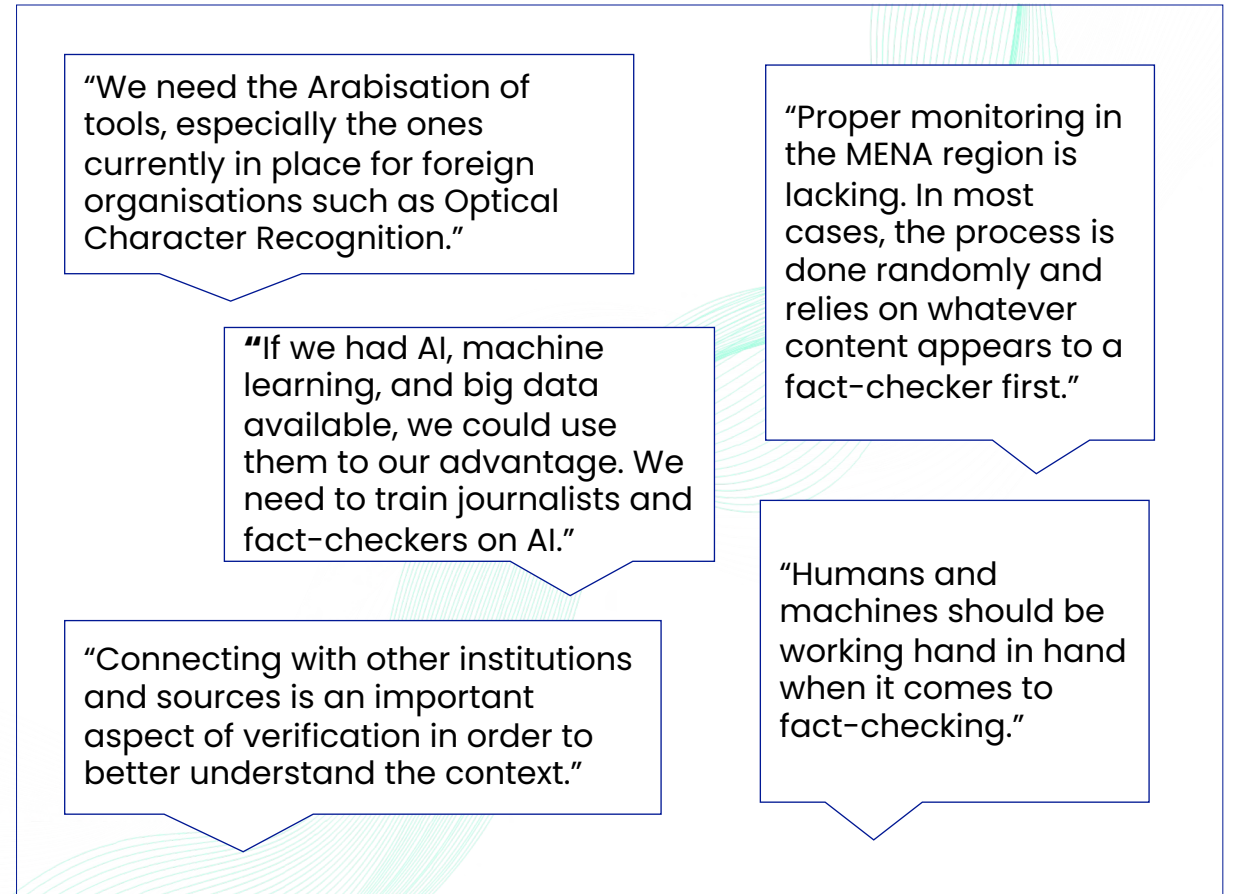 “We need the Arabisation of
tools, especially the ones
currently in place for foreign
organisations such as Optical
Character Recognition.”
“Proper monitoring in
the MENA region is
lacking. In most
cases, the process is
done randomly and
relies on whatever
content appears to a
fact-checker first.”
“If we had AI, machine
learning, and big data
available, we could use
them to our advantage. We
need to train journalists and
fact-checkers on AI.”
“Humans and
machines should be
working hand in hand
when it comes to
fact-checking.”
“Connecting with other institutions
and sources is an important
aspect of verification in order to
better understand the context.”